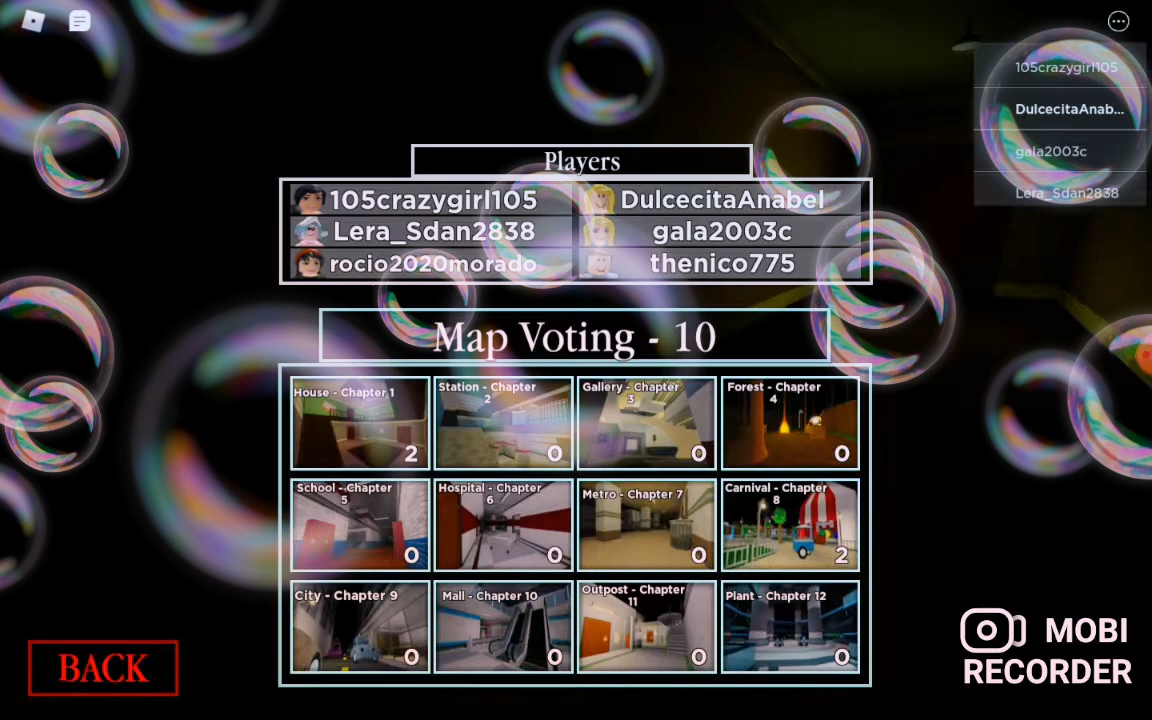 105crazygirl105
DulcecitaAnab...
gala2003c
Lera_Sdan2838
Players
105crazygirl105 DulcecitaAnabel
Lera_Sdan2838 gala2003c
rocio2020morado thenico775
Map Voting - 10
House - Chapter 1
2
Station - Chapter
2
0
Gallery - Chapter
3
0
Forest - Chapter
4
0
School - Chapter
5
0
Hospital - Chapter
6
0
Metro - Chapter 7
0
Carnival - Chapter
8
2
City - Chapter 9
0
Mall - Chapter 10
0
Outpost - Chapter
11
0
Plant - Chapter 12
0
BACK
MOBI
RECORDER